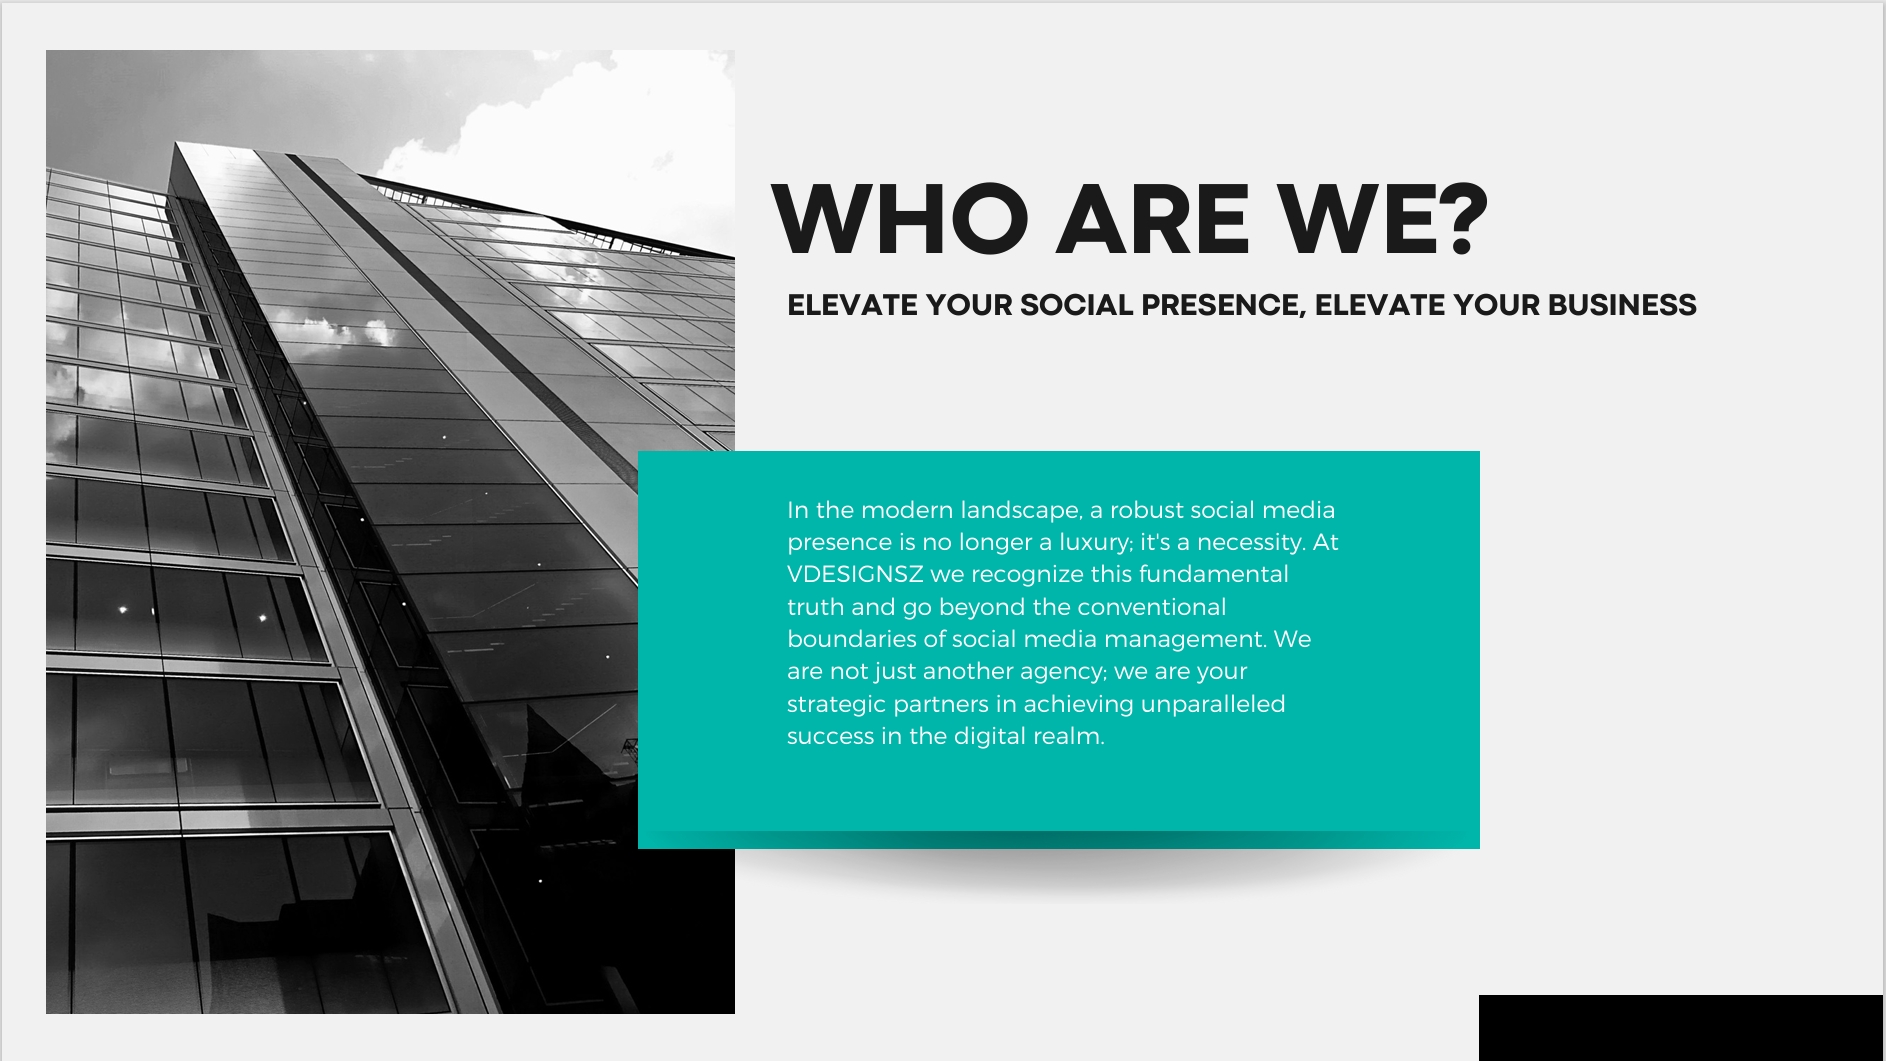 WHO ARE WE?
ELEVATE YOUR SOCIAL PRESENCE, ELEVATE YOUR BUSINESS
In the modern landscape, a robust social media
presence is no longer a luxury; it's a necessity. At
VDESIGNSZ we recognize this fundamental
truth and go beyond the conventional
boundaries of social media management. We
are not just another agency; we are your
strategic partners in achieving unparalleled
success in the digital realm.